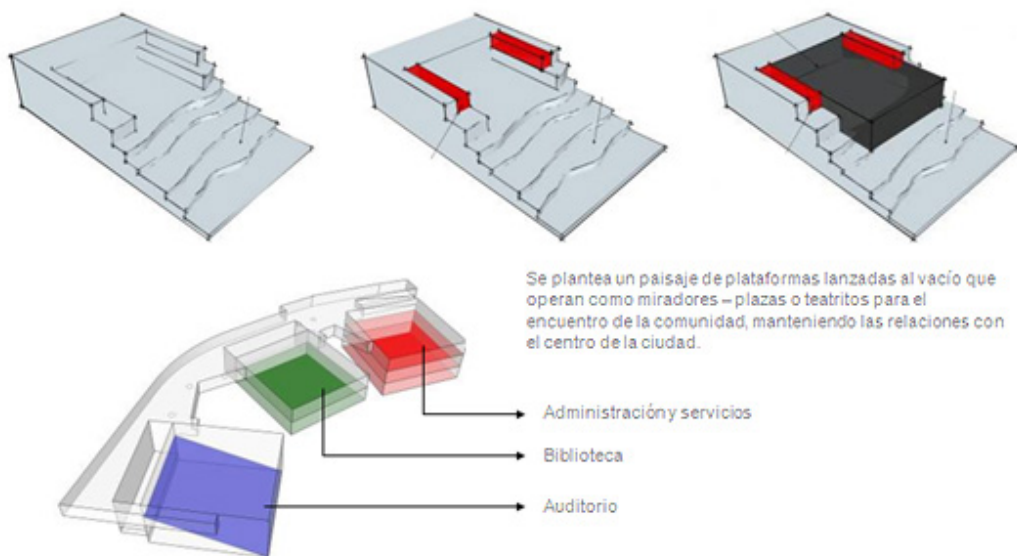 Se plantea un paisaje de plataformas lanzadas al vacío que
operan como miradores – plazas o teatritos para el
encuentro de la comunidad, manteniendo las relaciones con
el centro de la ciudad.
Administración y servicios
Biblioteca
Auditorio